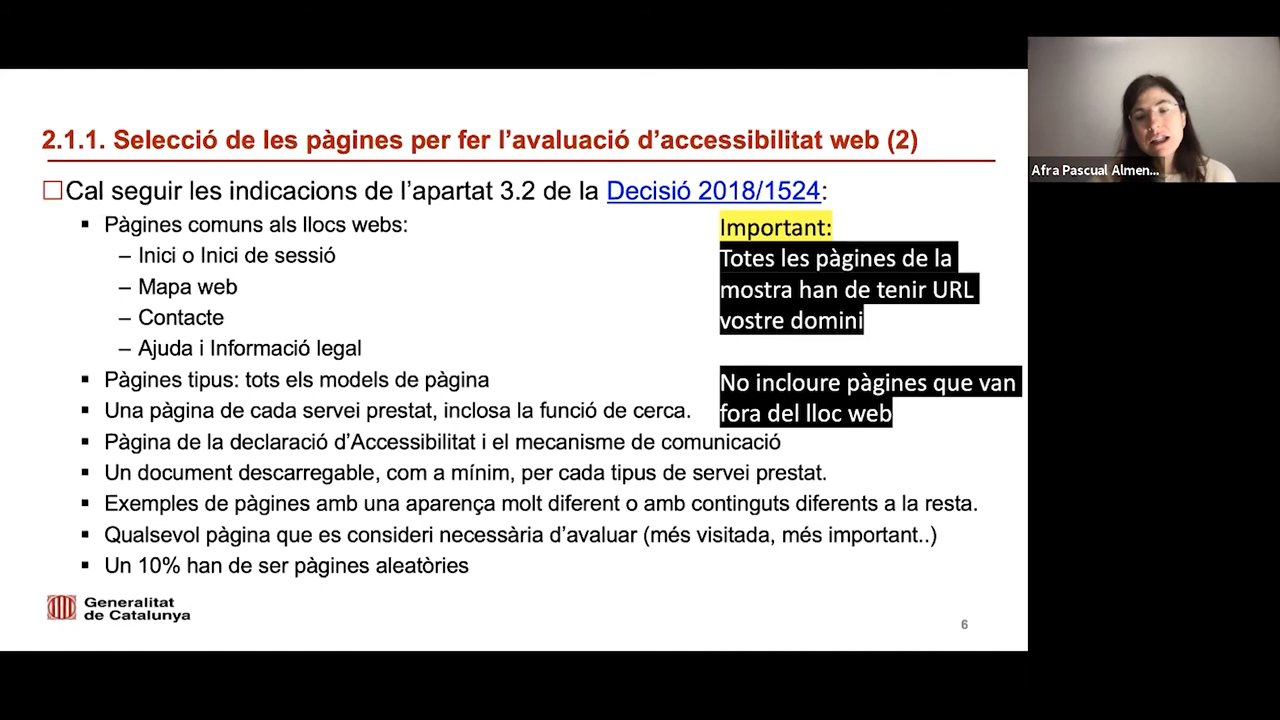 2.1.1. Selecció de les pàgines per fer l’avaluació d’accessibilitat web (2)
Cal seguir les indicacions de l’apartat 3.2 de la Decisió 2018/1524:
▪ Pàgines comuns als llocs webs:
– Inici o Inici de sessió
– Mapa web
– Contacte
– Ajuda i Informació legal
▪ Pàgines tipus: tots els models de pàgina
▪ Una pàgina de cada servei prestat, inclosa la funció de cerca.
▪ Pàgina de la declaració d’Accessibilitat i el mecanisme de comunicació
▪ Un document descarregable, com a mínim, per cada tipus de servei prestat.
▪ Exemples de pàgines amb una aparença molt diferent o amb continguts diferents a la resta.
▪ Qualsevol pàgina que es consideri necessària d’avaluar (més visitada, més important..)
▪ Un 10% han de ser pàgines aleatòries
Important:
Totes les pàgines de la
mostra han de tenir URL
vostre domini
No incloure pàgines que van
fora del lloc web
Generalitat
de Catalunya
6
Afra Pascual Almen...